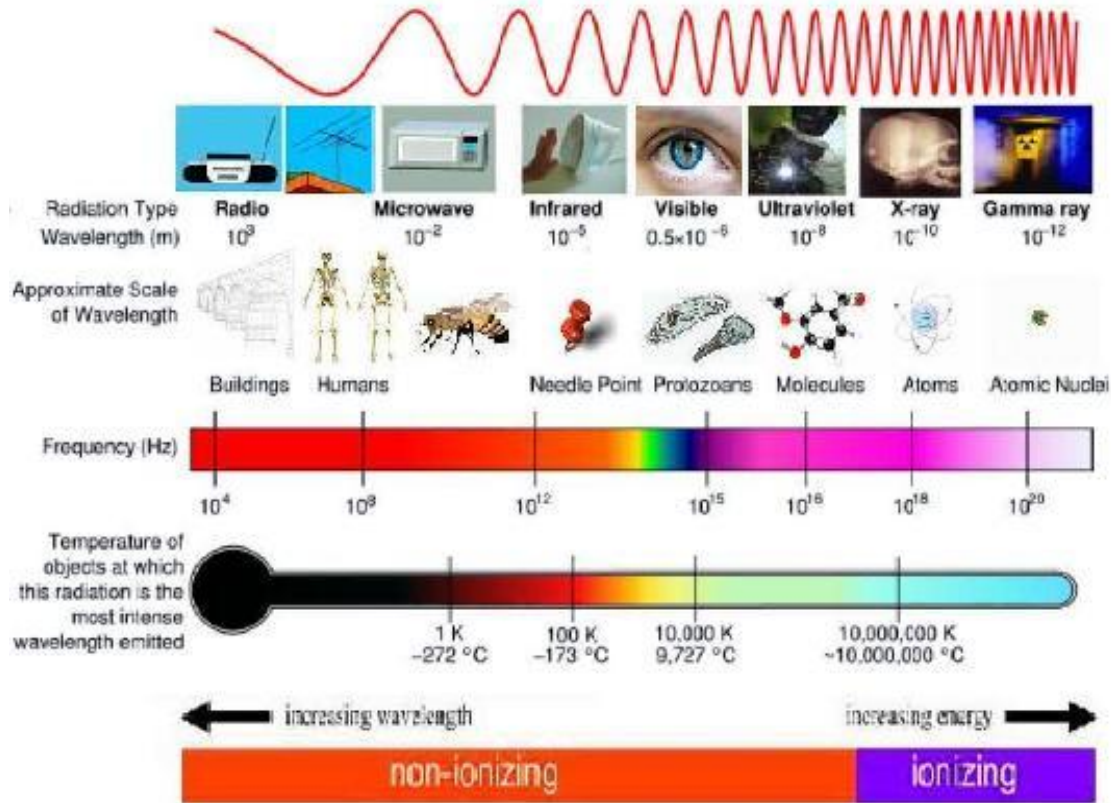 Radiation Type Radio Microwave Infrared Visible Ultraviolet X-ray Gamma ray
Wavelength (m) 10³ 10⁻² 10⁻⁵ 0.5×10⁻⁶ 10⁻⁸ 10⁻¹⁰ 10⁻¹²
Approximate Scale
of Wavelength
Buildings Humans Needle Point Protozoans Molecules Atoms Atomic Nuclei
Frequency (Hz)
10⁴ 10⁸ 10¹² 10¹⁵ 10¹⁶ 10¹⁸ 10²⁰
Temperature of
objects at which
this radiation is the
most intense
wavelength emitted
1 K 100 K 10,000 K 10,000,000 K
−272 °C −173 °C 9,727 °C ~10,000,000 °C
increasing wavelength increasing energy
non-ionizing ionizing